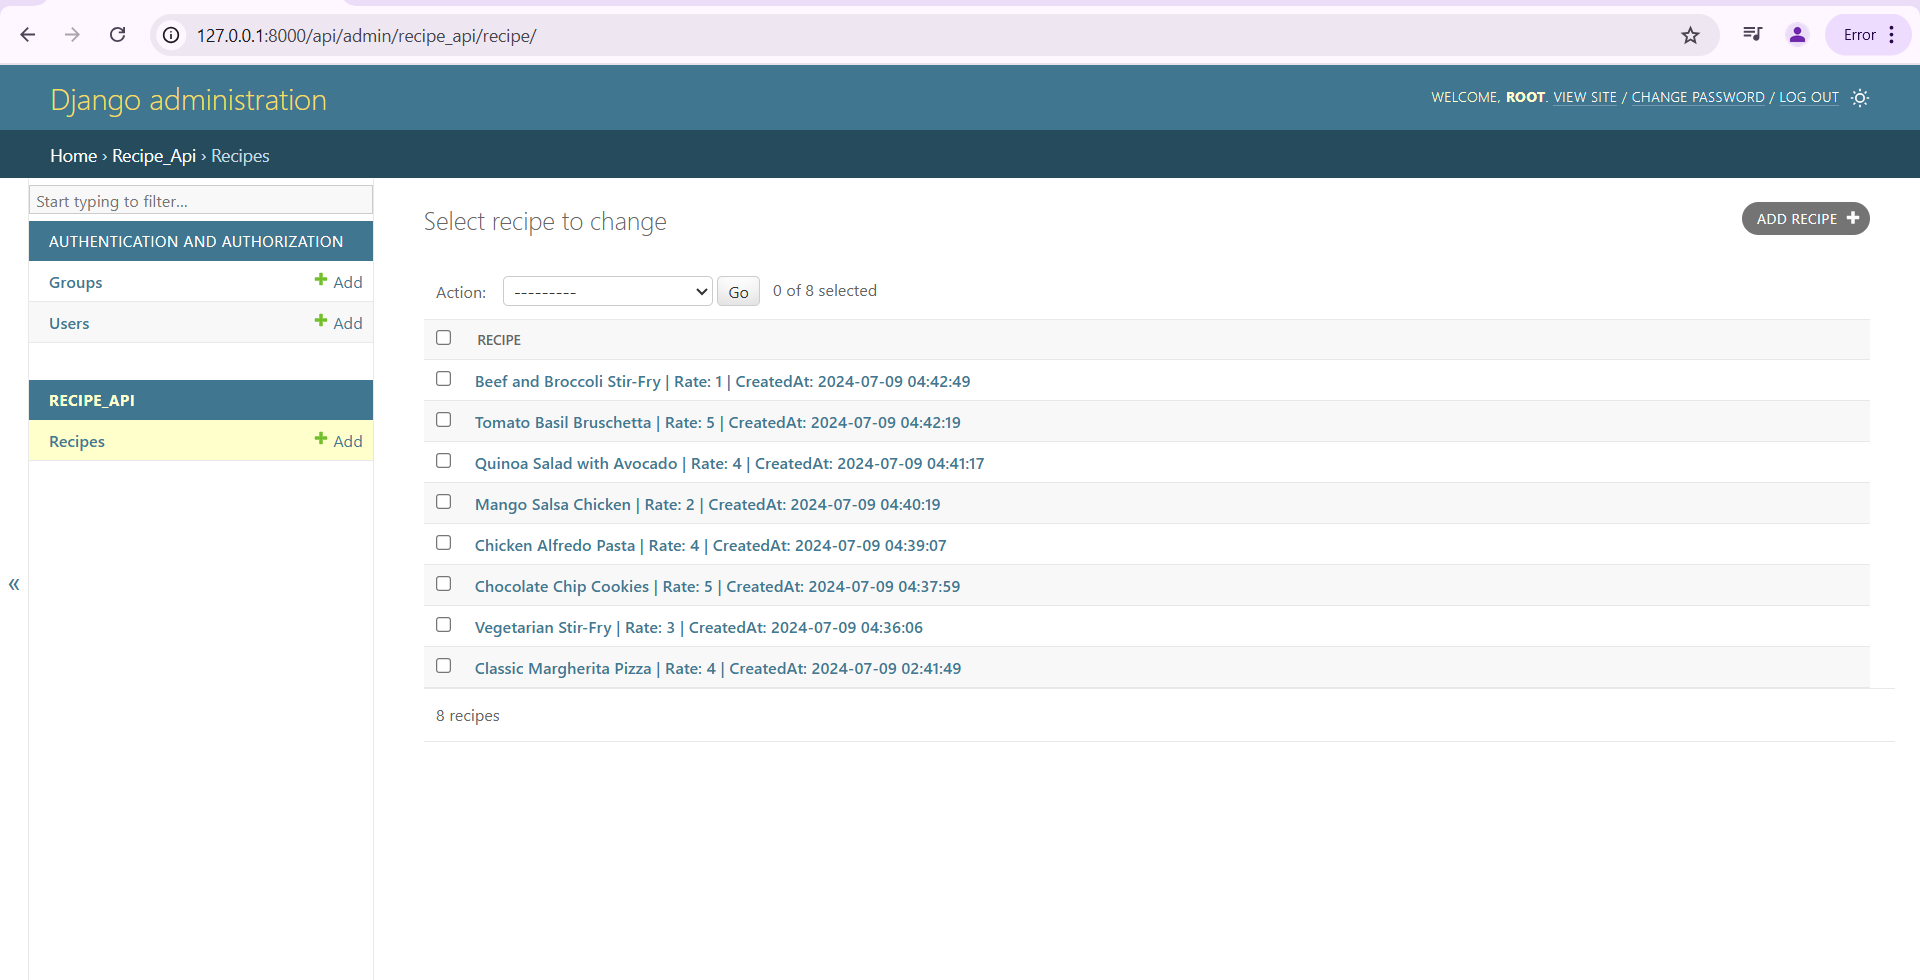 127.0.0.1:8000/api/admin/recipe_api/recipe/
Error
Django administration
WELCOME, ROOT. VIEW SITE / CHANGE PASSWORD / LOG OUT
Home › Recipe_Api › Recipes
Start typing to filter...
AUTHENTICATION AND AUTHORIZATION
Groups
Add
Users
Add
RECIPE_API
Recipes
Add
«
Select recipe to change
ADD RECIPE
Action:
---------
Go
0 of 8 selected
RECIPE
Beef and Broccoli Stir-Fry | Rate: 1 | CreatedAt: 2024-07-09 04:42:49
Tomato Basil Bruschetta | Rate: 5 | CreatedAt: 2024-07-09 04:42:19
Quinoa Salad with Avocado | Rate: 4 | CreatedAt: 2024-07-09 04:41:17
Mango Salsa Chicken | Rate: 2 | CreatedAt: 2024-07-09 04:40:19
Chicken Alfredo Pasta | Rate: 4 | CreatedAt: 2024-07-09 04:39:07
Chocolate Chip Cookies | Rate: 5 | CreatedAt: 2024-07-09 04:37:59
Vegetarian Stir-Fry | Rate: 3 | CreatedAt: 2024-07-09 04:36:06
Classic Margherita Pizza | Rate: 4 | CreatedAt: 2024-07-09 02:41:49
8 recipes